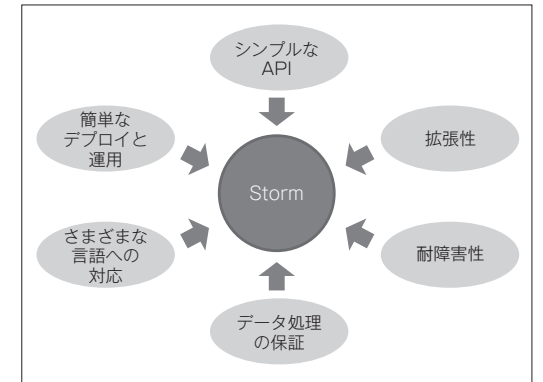 シンプルな
API
簡単な
デプロイと
運用
拡張性
Storm
さまざまな
言語への
対応
耐障害性
データ処理
の保証